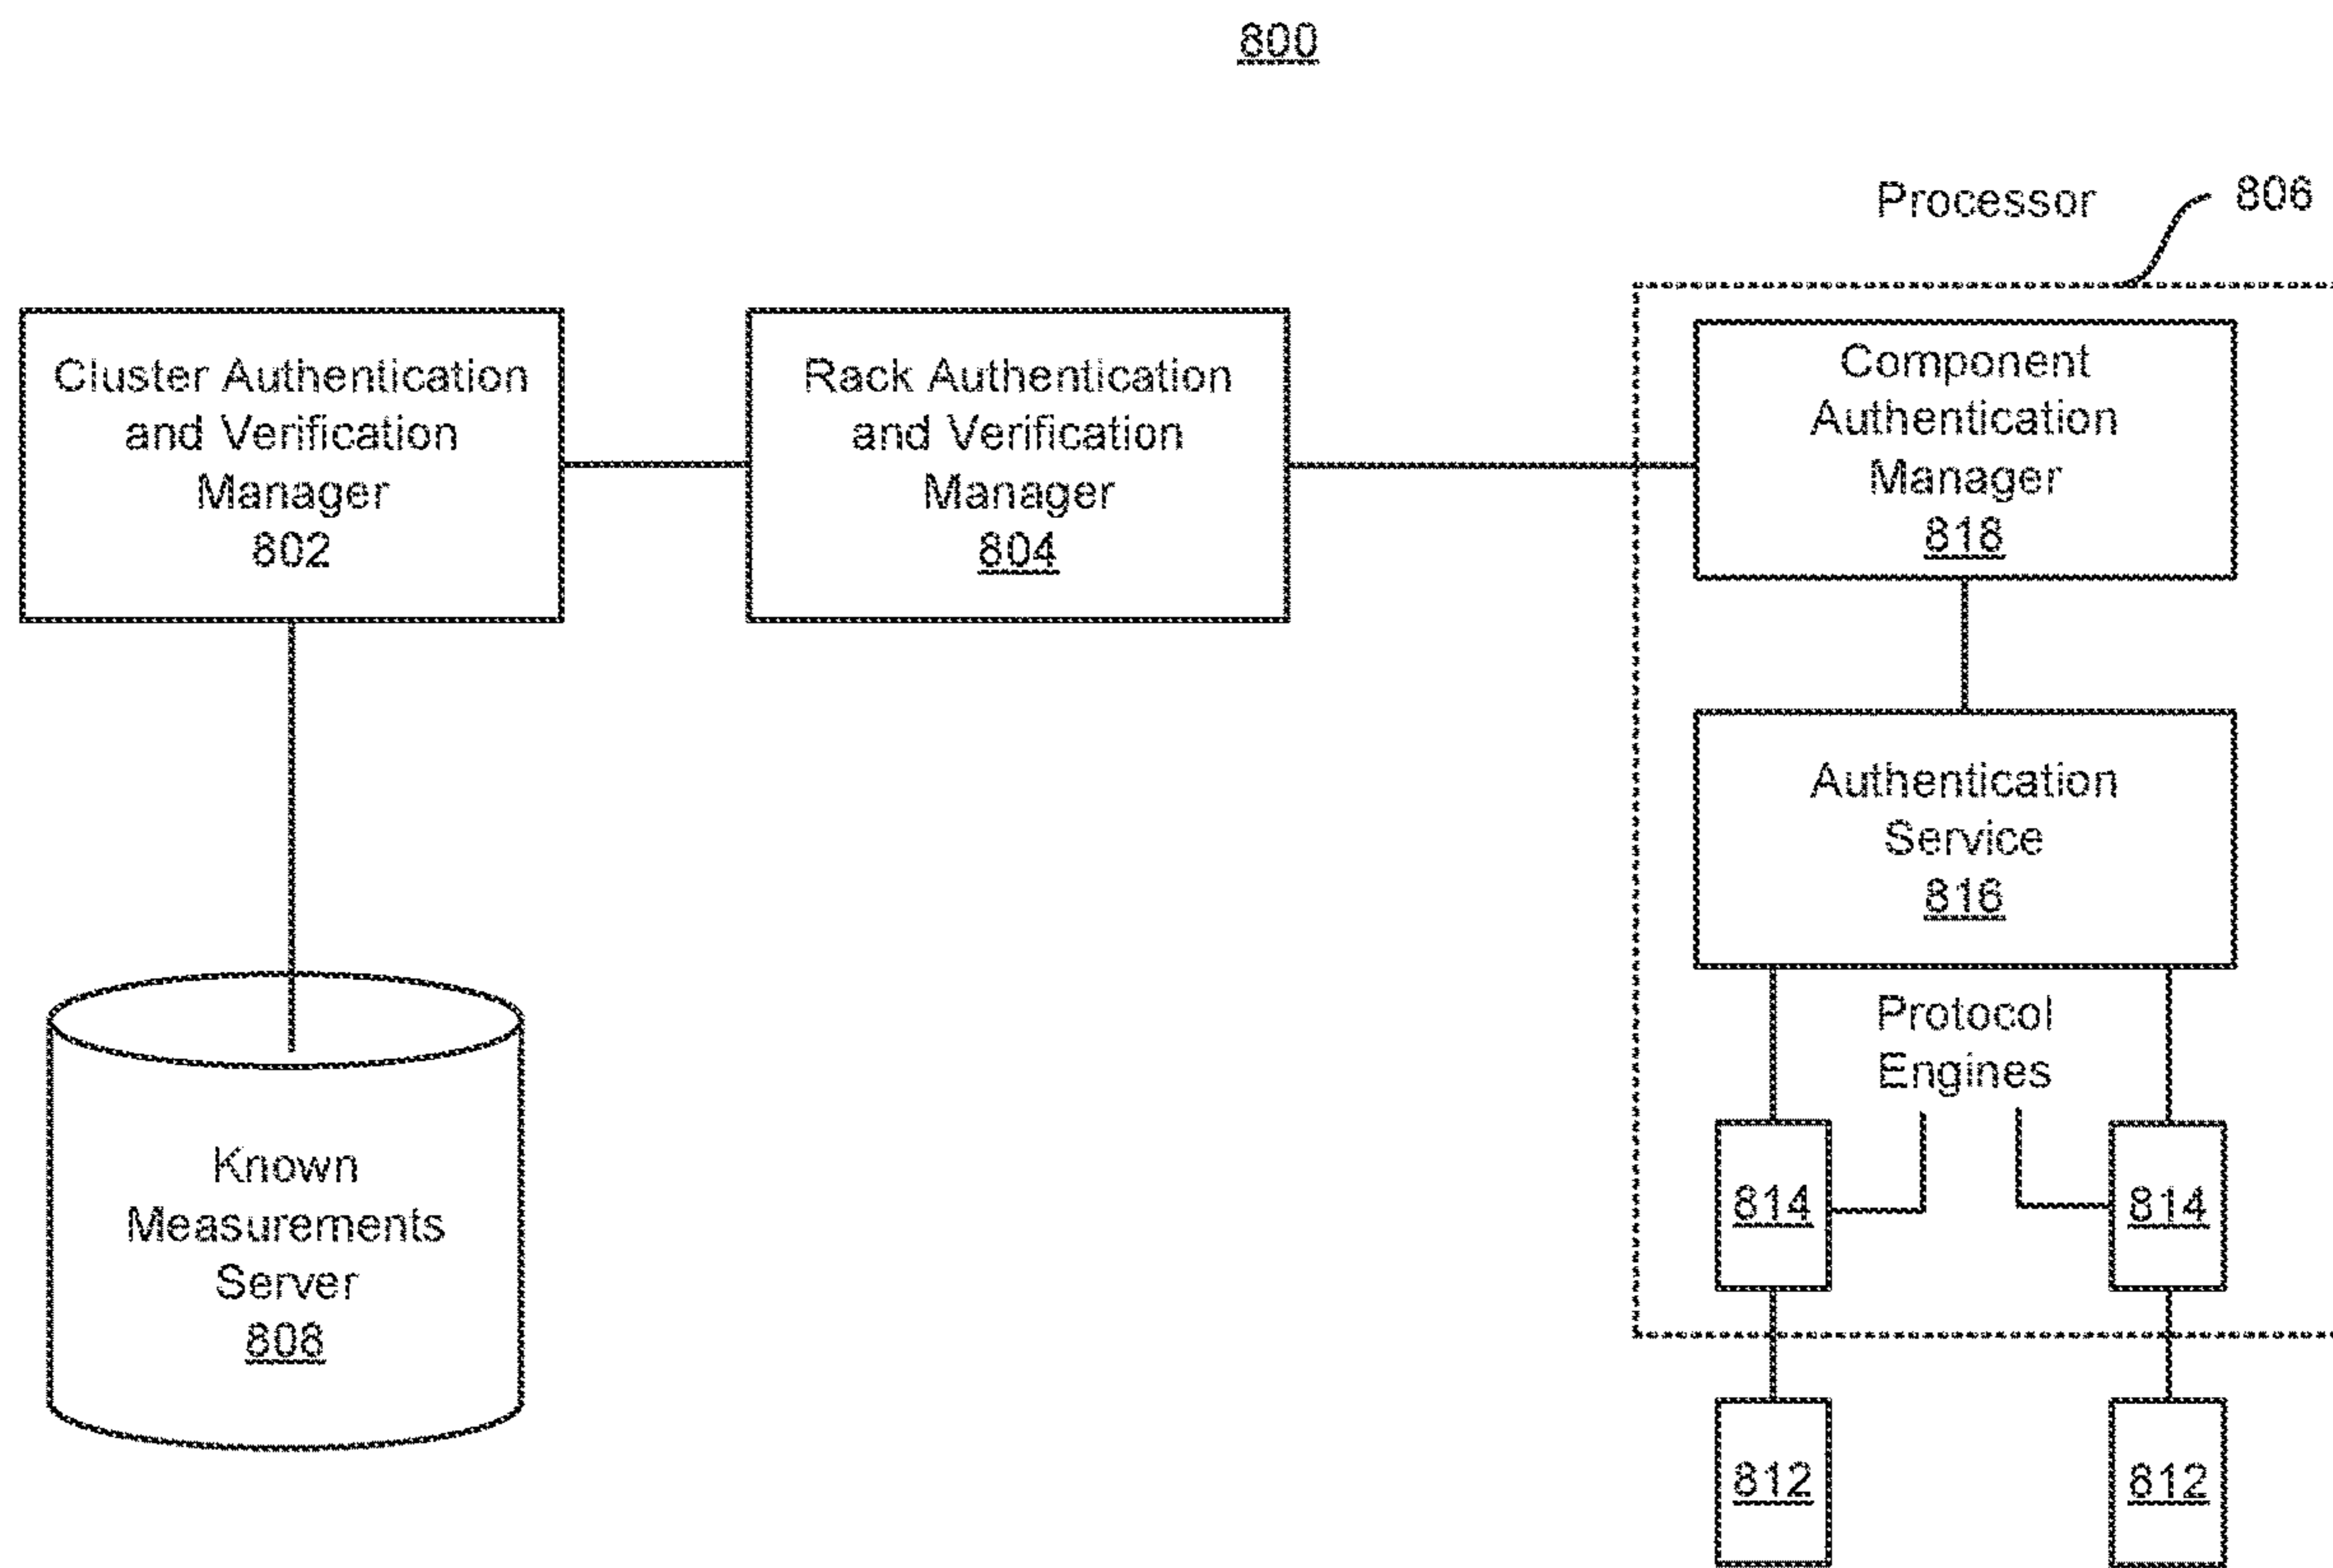 800
Processor
806
Cluster Authentication
and Verification
Manager
802
Rack Authentication
and Verification
Manager
804
Component
Authentication
Manager
818
Authentication
Service
816
Protocol
Engines
814
814
Known
Measurements
Server
808
812
812